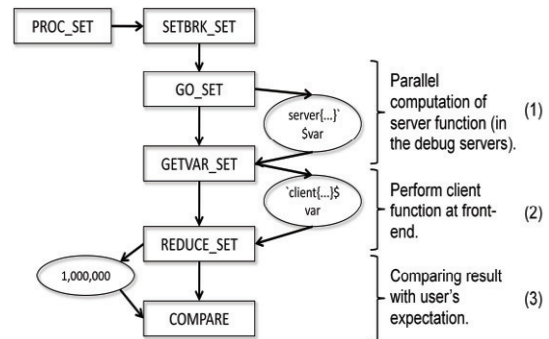 PROC_SET
SETBRK_SET
GO_SET
server{...}`
$var
GETVAR_SET
`client{...}$
var
REDUCE_SET
1,000,000
COMPARE
Parallel
computation of
server function (in
the debug servers).
(1)
Perform client
function at front-
end.
(2)
Comparing result
with user's
expectation.
(3)